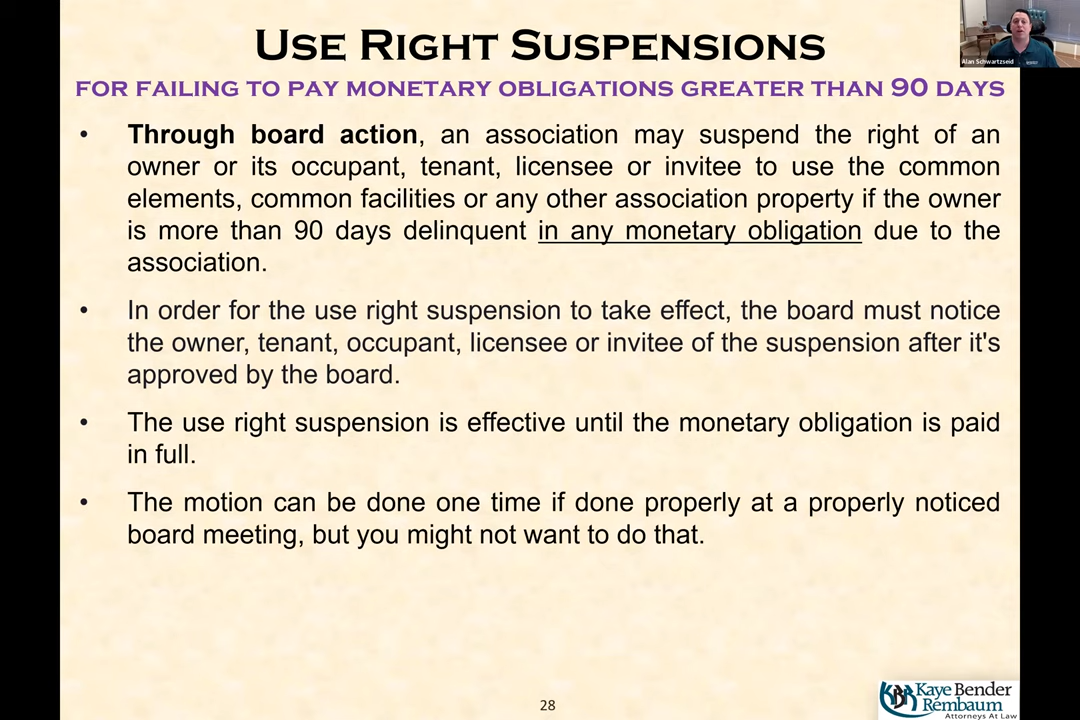 USE RIGHT SUSPENSIONS
FOR FAILING TO PAY MONETARY OBLIGATIONS GREATER THAN 90 DAYS
• Through board action, an association may suspend the right of an
owner or its occupant, tenant, licensee or invitee to use the common
elements, common facilities or any other association property if the owner
is more than 90 days delinquent in any monetary obligation due to the
association.
• In order for the use right suspension to take effect, the board must notice
the owner, tenant, occupant, licensee or invitee of the suspension after it's
approved by the board.
• The use right suspension is effective until the monetary obligation is paid
in full.
• The motion can be done one time if done properly at a properly noticed
board meeting, but you might not want to do that.
Alan Schwartzseid
28
KBR Kaye Bender
Rembaum
Attorneys At Law